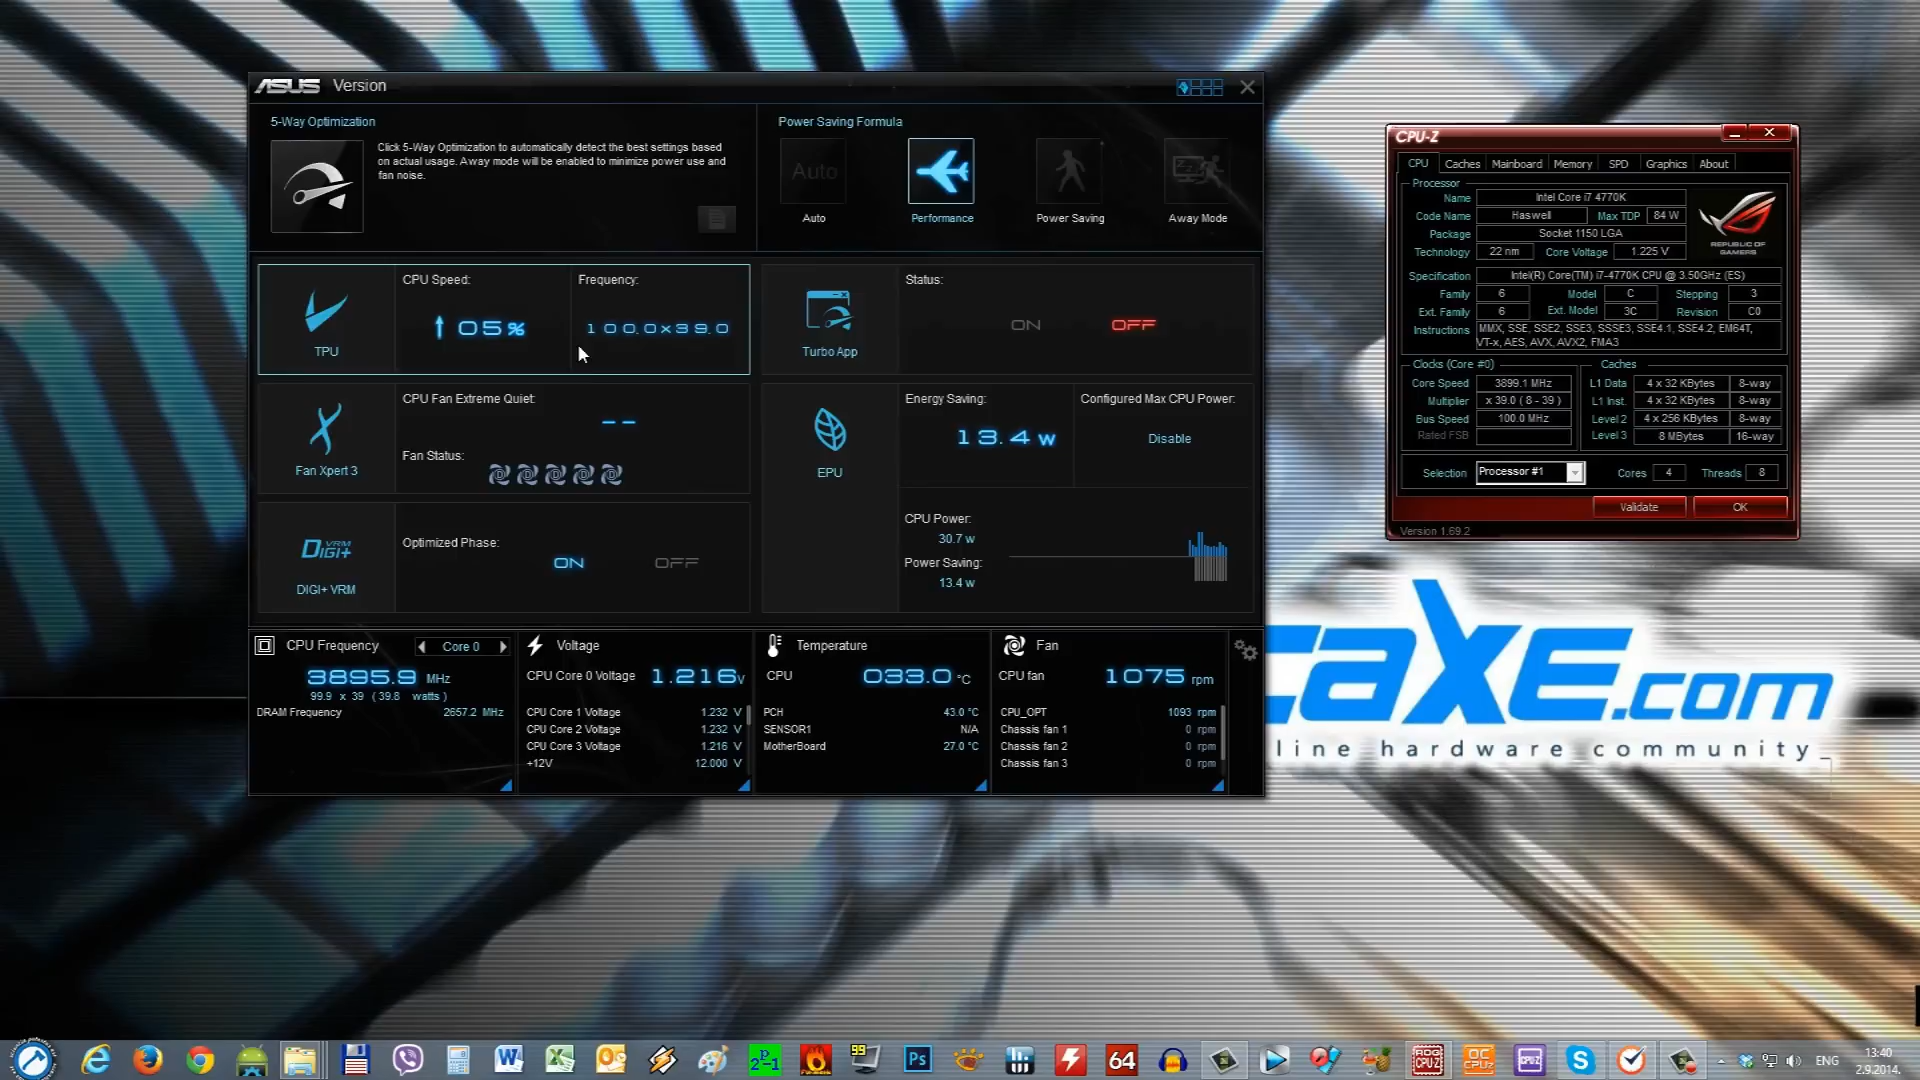 ASUS Version
5-Way Optimization
Click 5-Way Optimization to automatically detect the best settings based
on actual usage. Away mode will be enabled to minimize power use and
fan noise.
Power Saving Formula
Auto
Auto
Performance
Power Saving
Away Mode
TPU
CPU Speed:
05%
Frequency:
100.0x39.0
Turbo App
Status:
ON OFF
Fan Xpert 3
CPU Fan Extreme Quiet:
--
Fan Status:
EPU
Energy Saving:
13.4 w
Configured Max CPU Power:
Disable
DIGI+ VRM
DIGI+ VRM
Optimized Phase:
ON OFF
CPU Power:
30.7 w
Power Saving:
13.4 w
CPU Frequency Core 0
3895.9 MHz
99.9 x 39 (39.8 watts)
DRAM Frequency 2657.2 MHz
Voltage
CPU Core 0 Voltage 1.216 V
CPU Core 1 Voltage 1.232 V
CPU Core 2 Voltage 1.232 V
CPU Core 3 Voltage 1.216 V
+12V 12.000 V
Temperature
CPU 033.0 °C
PCH 43.0 °C
SENSOR1 N/A
MotherBoard 27.0 °C
Fan
CPU fan 1075 rpm
CPU_OPT 1093 rpm
Chassis fan 1 0 rpm
Chassis fan 2 0 rpm
Chassis fan 3 0 rpm
CPU-Z
CPU Caches Mainboard Memory SPD Graphics About
Processor
Name Intel Core i7 4770K
Code Name Haswell Max TDP 84 W
Package Socket 1150 LGA
Technology 22 nm Core Voltage 1.225 V
REPUBLIC OF
GAMERS
Specification Intel(R) Core(TM) i7-4770K CPU @ 3.50GHz (ES)
Family 6 Model C Stepping 3
Ext. Family 6 Ext. Model 3C Revision C0
Instructions MMX, SSE, SSE2, SSE3, SSSE3, SSE4.1, SSE4.2, EM64T,
VT-x, AES, AVX, AVX2, FMA3
Clocks (Core #0)
Core Speed 3899.1 MHz
Multiplier x 39.0 ( 8 - 39 )
Bus Speed 100.0 MHz
Rated FSB
Caches
L1 Data 4 x 32 KBytes 8-way
L1 Inst. 4 x 32 KBytes 8-way
Level 2 4 x 256 KBytes 8-way
Level 3 8 MBytes 16-way
Selection Processor #1 Cores 4 Threads 8
Validate OK
Version 1.69.2
caxe.com
line hardware community
99
Ps
64
ROG
CPU-Z
OC
CPUz
CPU-Z
ENG
13:40
2.9.2014.